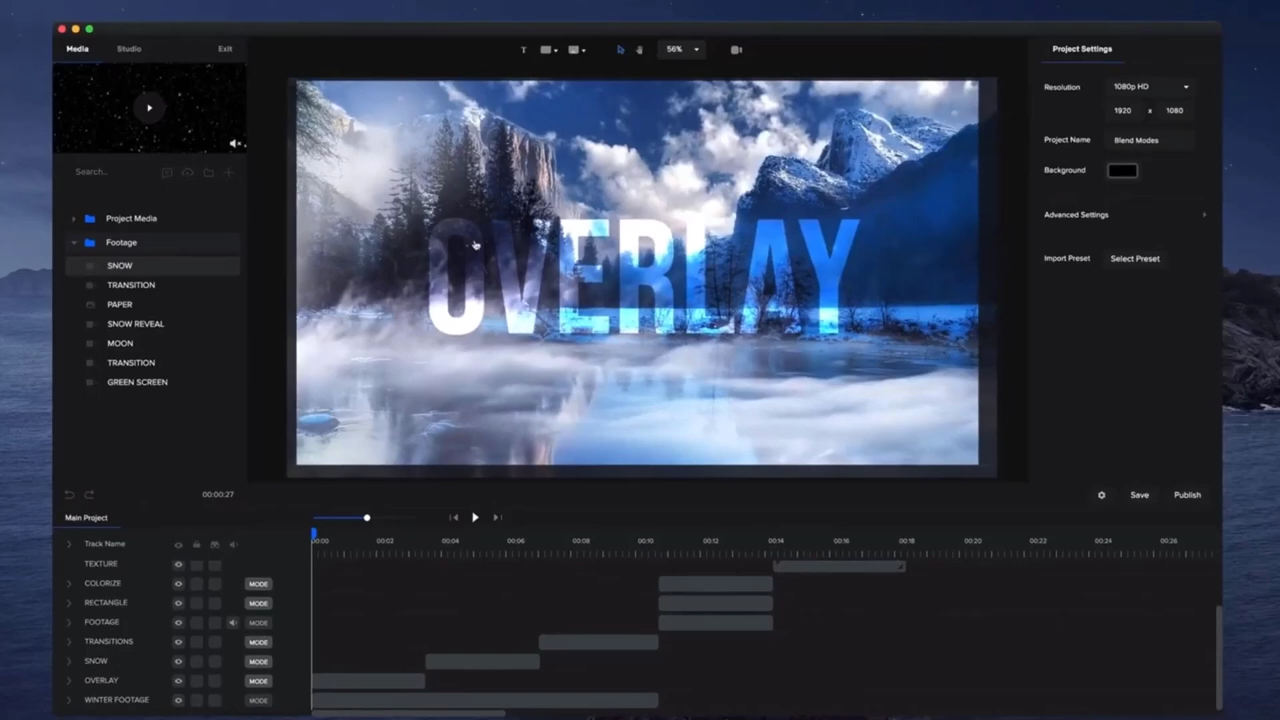 Media Studio Exit
T
56%
Project Settings
Resolution 1080p HD
1920 x 1080
Project Name Blend Modes
Background
Advanced Settings
Import Preset Select Preset
Search...
Project Media
Footage
SNOW
TRANSITION
PAPER
SNOW REVEAL
MOON
TRANSITION
GREEN SCREEN
OVERLAY
00:00:27
Save Publish
Main Project
Track Name
00:00 00:02 00:04 00:06 00:08 00:10 00:12 00:14 00:16 00:18 00:20 00:22 00:24 00:26
TEXTURE
COLORIZE MODE
RECTANGLE MODE
FOOTAGE MODE
TRANSITIONS MODE
SNOW MODE
OVERLAY MODE
WINTER FOOTAGE MODE